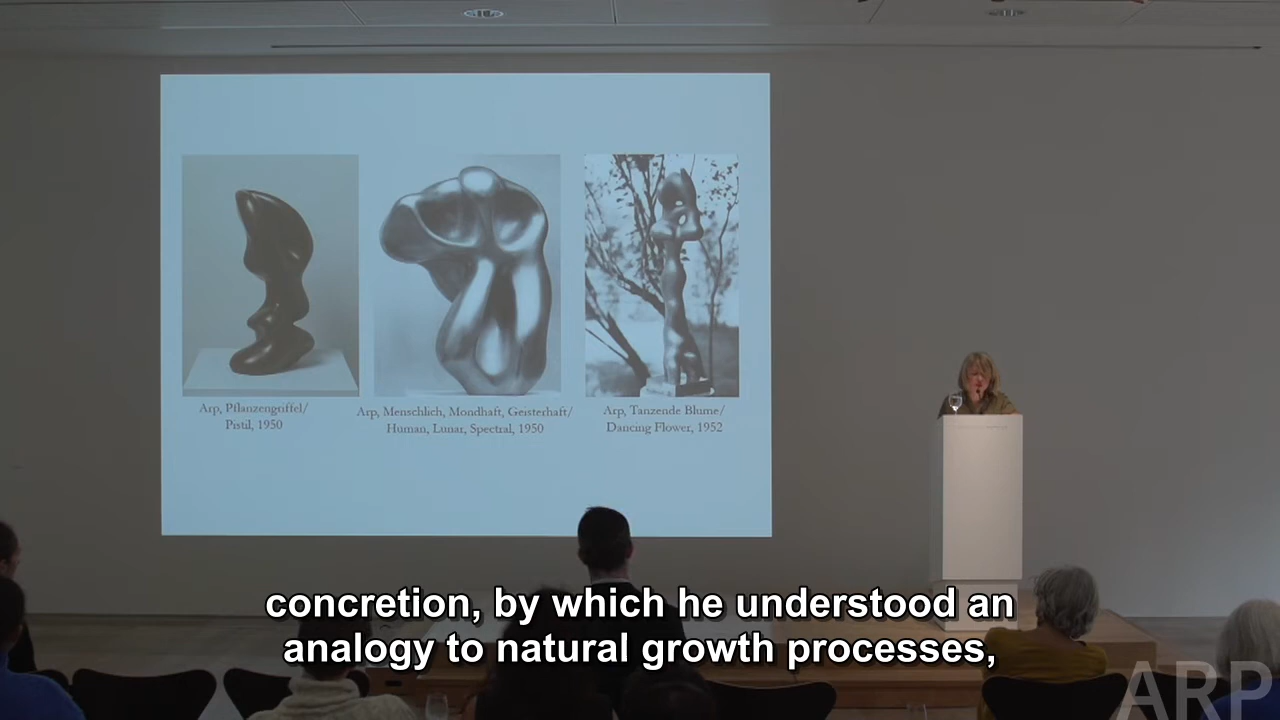 Arp, Pflanzengriffel/
Pistil, 1950
Arp, Menschlich, Mondhaft, Geisterhaft/
Human, Lunar, Spectral, 1950
Arp, Tanzende Blume/
Dancing Flower, 1952
concretion, by which he understood an
analogy to natural growth processes,
ARP